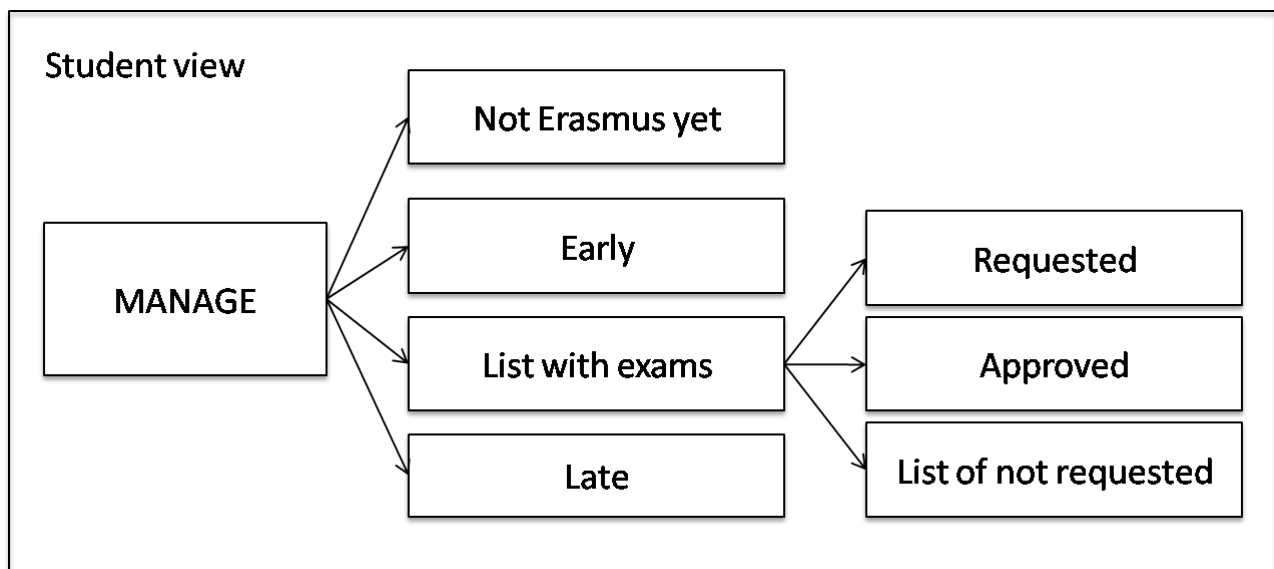 Student view
MANAGE
Not Erasmus yet
Early
List with exams
Late
Requested
Approved
List of not requested